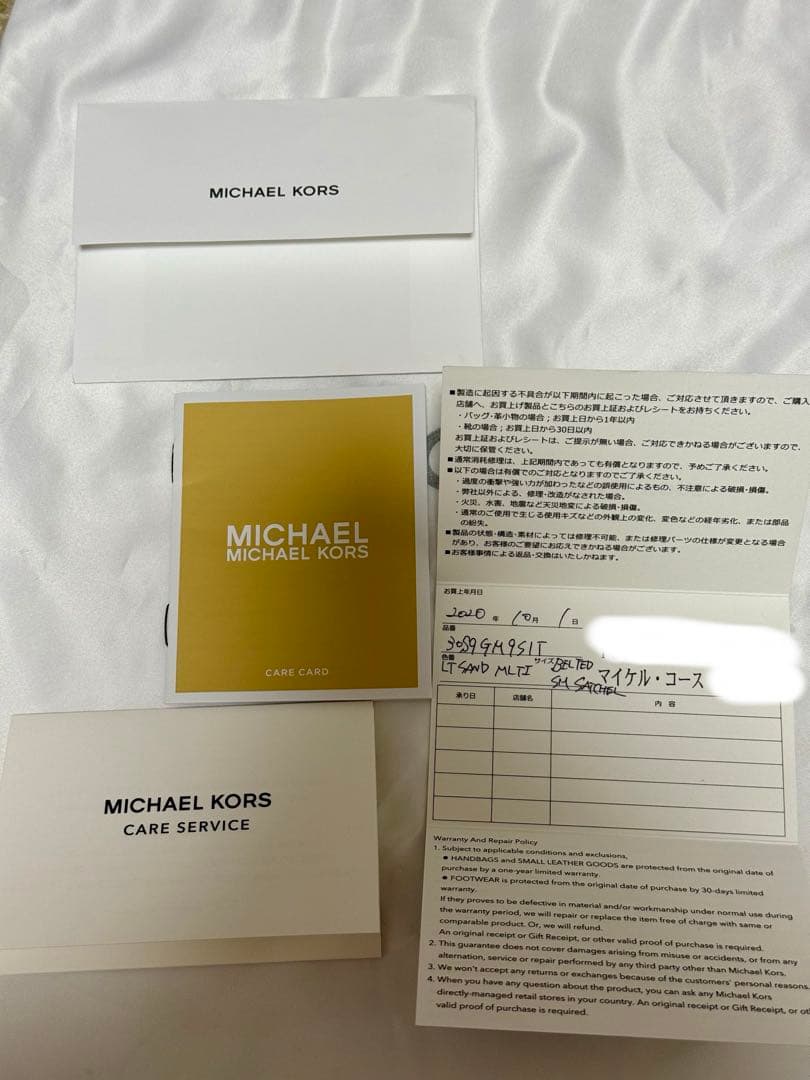 MICHAEL KORS
MICHAEL
MICHAEL KORS
CARE CARD
MICHAEL KORS
CARE SERVICE
■製造に起因する不具合が以下期間内に起こった場合、ご対応させて頂きますので、ご購入
店舗へ、お買上げ製品とこちらのお買上証およびレシートをお持ちください。
・バッグ・革小物の場合；お買上日から1年以内
・靴の場合；お買上日から30日以内
お買上証およびレシートは、ご提示が無い場合、ご対応できかねる場合がございますので、
大切に保管ください。
■通常消耗修理は、上記期間内であっても有償となりますので、予めご了承ください。
■以下の場合は有償でのご対応となりますのでご了承ください。
・過度の衝撃や強い力が加わったなどの誤使用によるもの、不注意による破損・損傷。
・弊社以外による、修理・改造がなされた場合。
・火災、水害、地震など天災地変による破損・損傷。
・通常のご使用で生じる使用キズなどの外観上の変化、変色などの経年劣化、または部品
の紛失。
■製品の状態・構造・素材によっては修理不可能、または修理パーツの仕様が変更となる場合
があり、お客様のご要望にお応えできかねる場合がございます。
■お客様事情による返品・交換はいたしかねます。
お買上年月日
2020 年 10月 1 日
品番
30S9GM9S1T
色番 サイズ BELTED
LT SAND MLTI SM SATCHEL マイケル・コース
承り日 店舗名 内 容
Warranty And Repair Policy
1. Subject to applicable conditions and exclusions,
● HANDBAGS and SMALL LEATHER GOODS are protected from the original date of
purchase by a one-year limited warranty.
● FOOTWEAR is protected from the original date of purchase by 30-days limited
warranty.
If they proves to be defective in material and/or workmanship under normal use during
the warranty period, we will repair or replace the item free of charge with same or
comparable product. Or, we will refund.
An original receipt or Gift Receipt, or other valid proof of purchase is required.
2. This guarantee does not cover damages arising from misuse or accidents, or from any
alternation, service or repair performed by any third party other than Michael Kors.
3. We won't accept any returns or exchanges because of the customers' personal reasons.
4. When you have any question about the product, you can ask any Michael Kors
directly-managed retail stores in your country. An original receipt or Gift Receipt, or
valid proof of purchase is required.